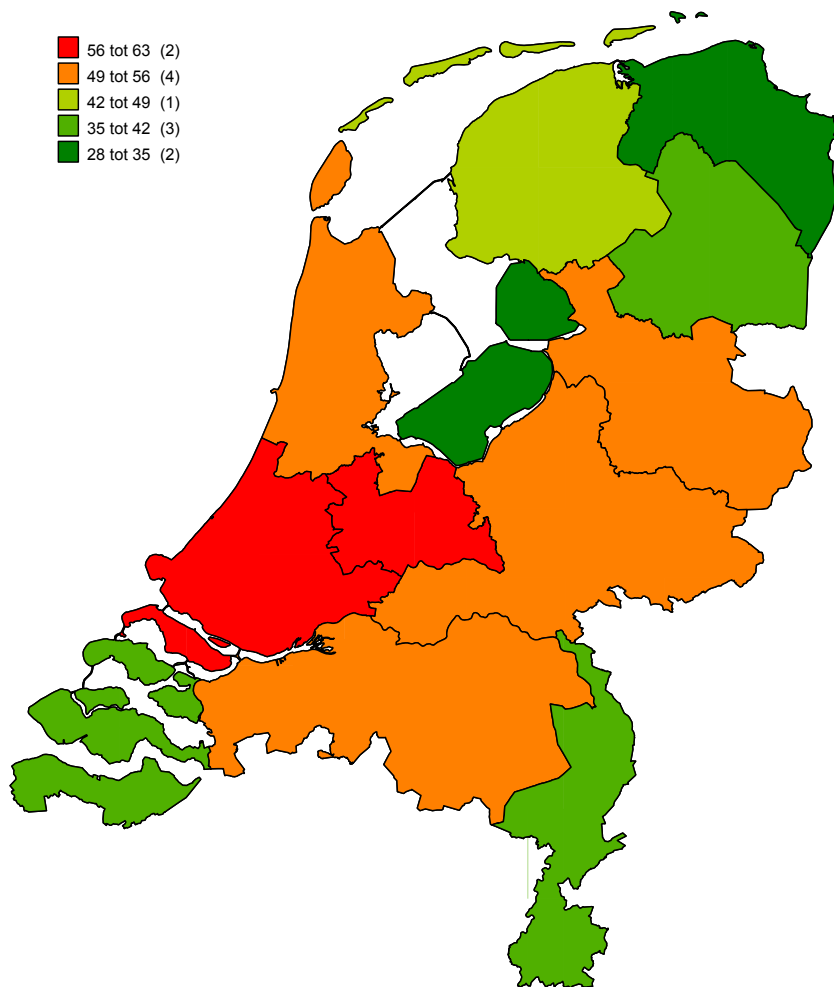 56 tot 63 (2)
49 tot 56 (4)
42 tot 49 (1)
35 tot 42 (3)
28 tot 35 (2)